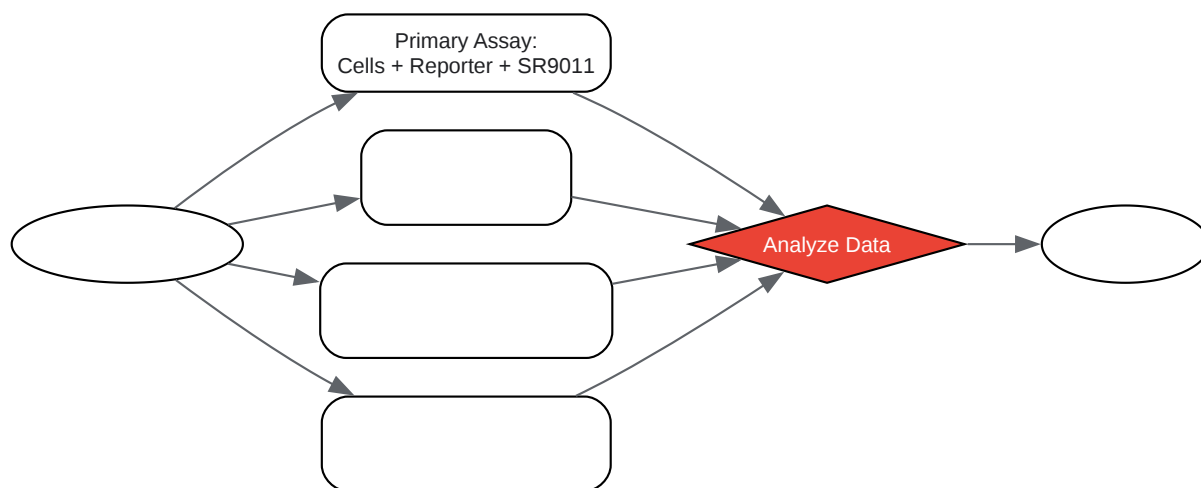 Primary Assay:
Cells + Reporter + SR9011
Analyze Data